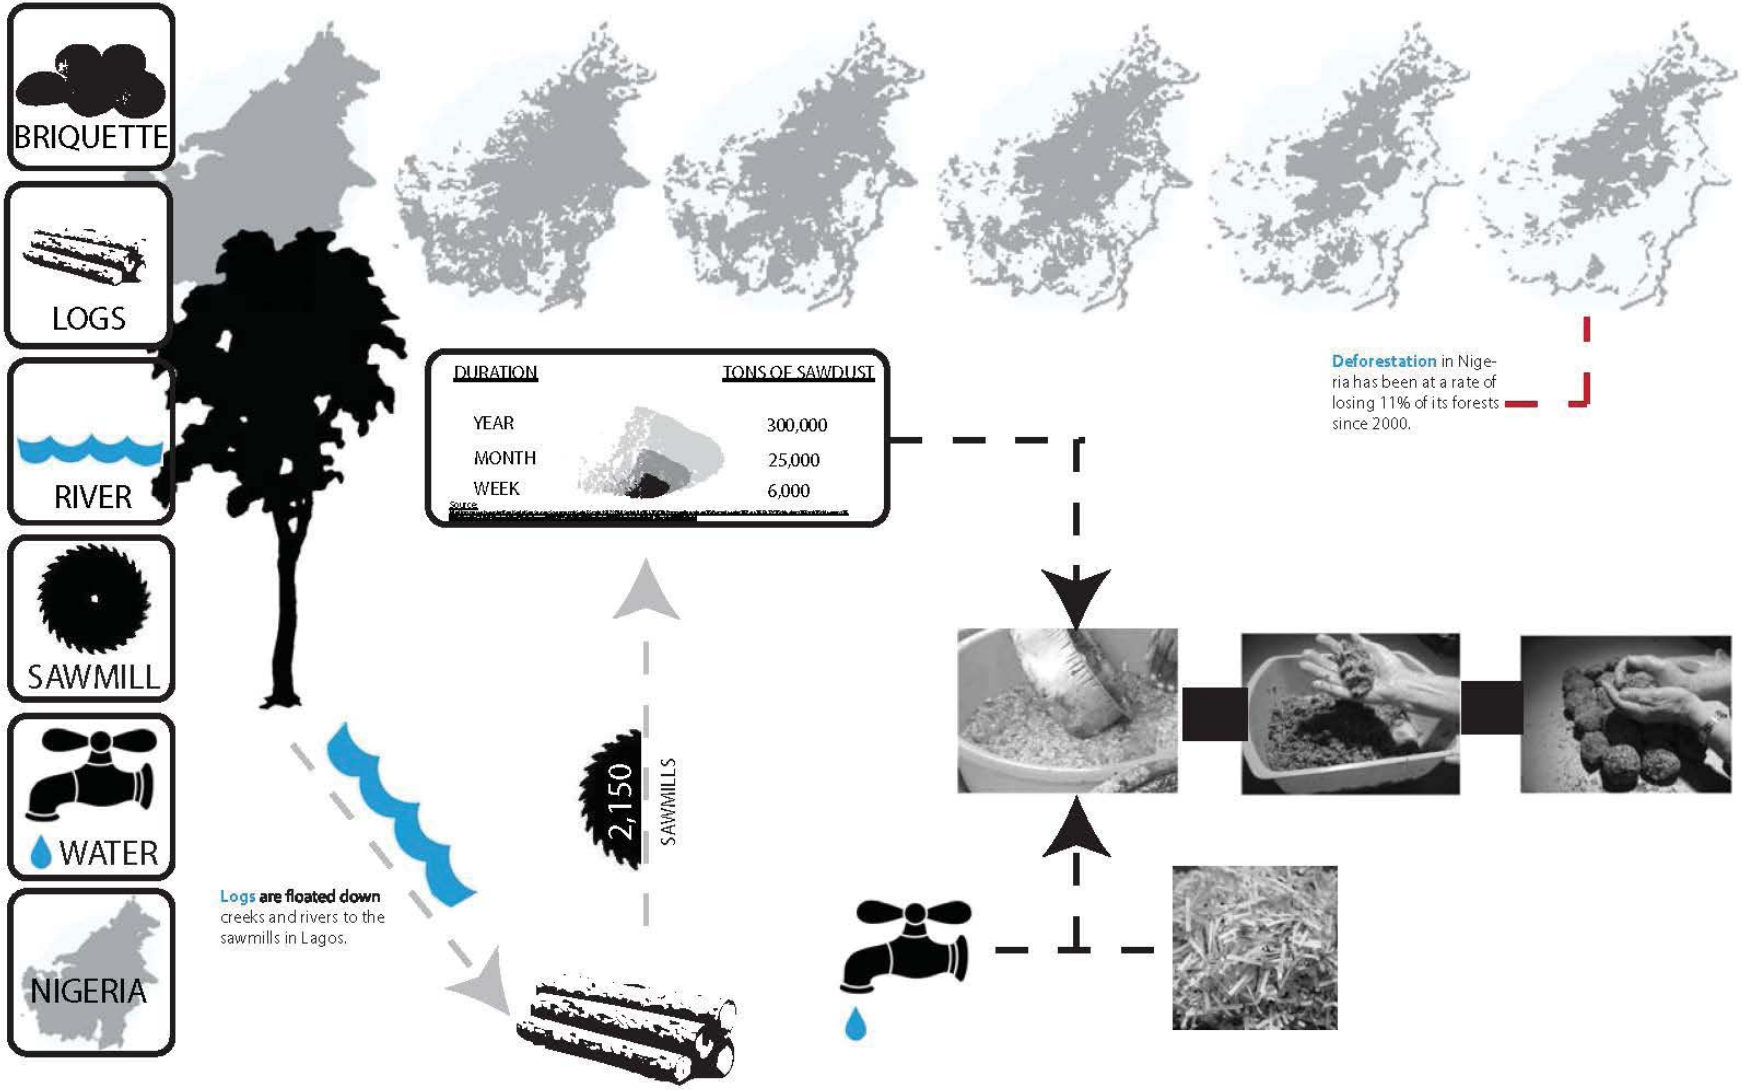 BRIQUETTE
LOGS
RIVER
SAWMILL
WATER
NIGERIA
DURATION TONS OF SAWDUST
YEAR 300,000
MONTH 25,000
WEEK 6,000
Source:
Deforestation in Nige-
ria has been at a rate of
losing 11% of its forests
since 2000.
2,150
SAWMILLS
Logs are floated down
creeks and rivers to the
sawmills in Lagos.